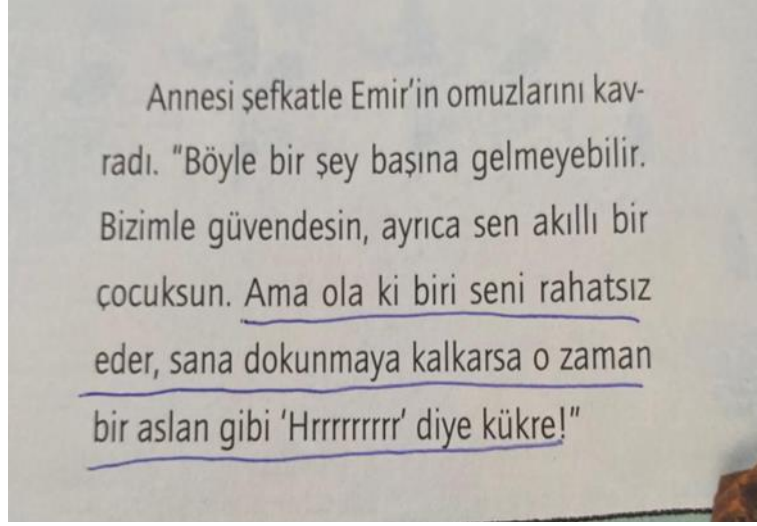 Annesi şefkatle Emir'in omuzlarını kav-
radı. "Böyle bir şey başına gelmeyebilir.
Bizimle güvendesin, ayrıca sen akıllı bir
çocuksun. Ama ola ki biri seni rahatsız
eder, sana dokunmaya kalkarsa o zaman
bir aslan gibi 'Hrrrrrrrr' diye kükre!"